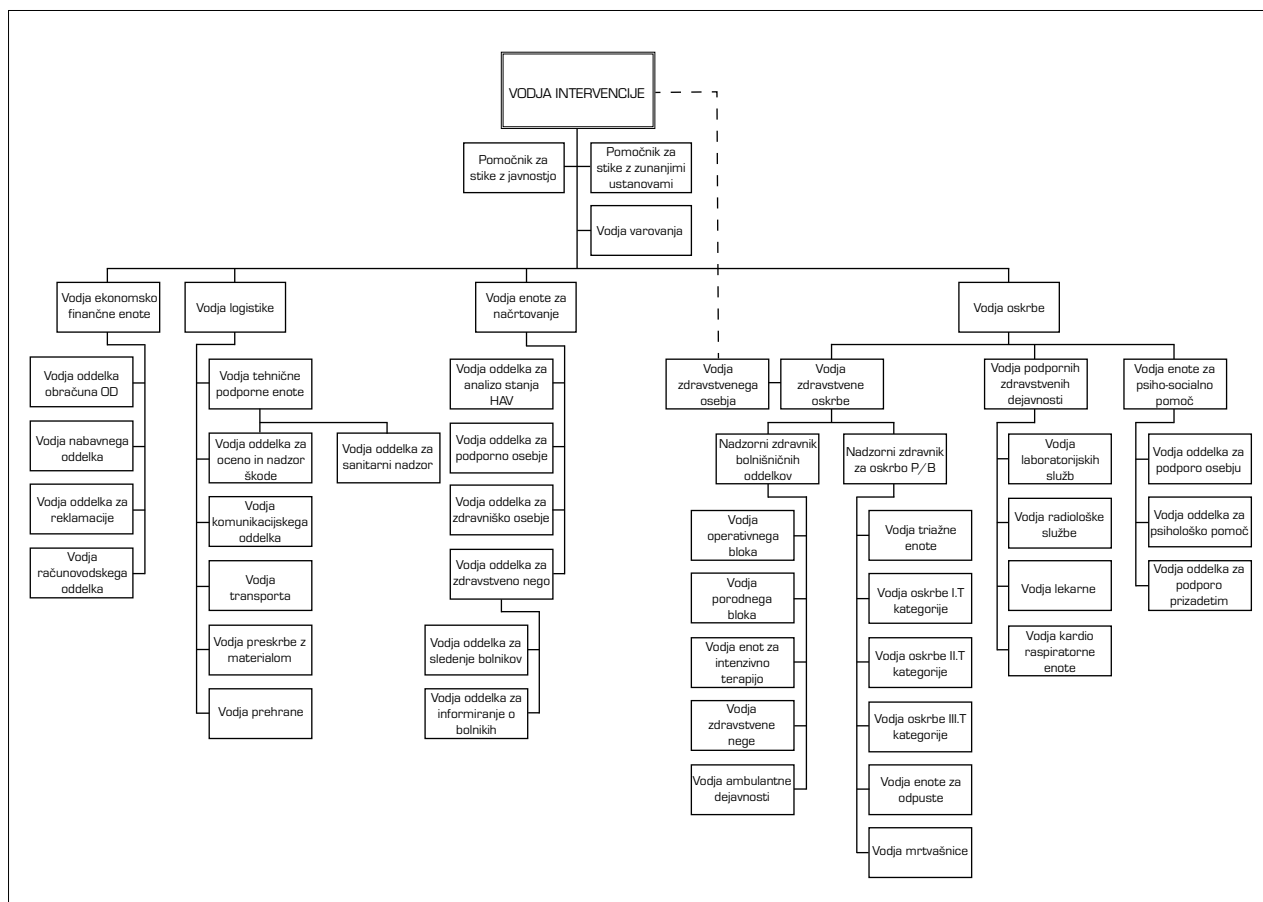 VODJA INTERVENCIJE
Pomočnik za
stike z javnostjo
Pomočnik za
stike z zunanjimi
ustanovami
Vodja varovanja
Vodja ekonomsko
finančne enote
Vodja logistike
Vodja enote za
načrtovanje
Vodja oskrbe
Vodja oddelka
obračuna OD
Vodja nabavnega
oddelka
Vodja oddelka za
reklamacije
Vodja
računovodskega
oddelka
Vodja tehnične
podporne enote
Vodja oddelka za
oceno in nadzor
škode
Vodja oddelka za
sanitarni nadzor
Vodja
komunikacijskega
oddelka
Vodja
transporta
Vodja preskrbe z
materialom
Vodja prehrane
Vodja oddelka za
analizo stanja
HAV
Vodja oddelka za
podporno osebje
Vodja oddelka za
zdravniško osebje
Vodja oddelka za
zdravstveno nego
Vodja oddelka za
sledenje bolnikov
Vodja oddelka za
informiranje o
bolnikih
Vodja
zdravstvenega
osebja
Vodja
zdravstvene
oskrbe
Vodja podpornih
zdravstvenih
dejavnosti
Vodja enote za
psiho-socialno
pomoč
Nadzorni zdravnik
bolnišničnih
oddelkov
Nadzorni zdravnik
za oskrbo P/B
Vodja
operativnega
bloka
Vodja
porodnega
bloka
Vodja enot za
intenzivno
terapijo
Vodja
zdravstvene
nege
Vodja ambulantne
dejavnosti
Vodja triažne
enote
Vodja oskrbe I.T
kategorije
Vodja oskrbe II.T
kategorije
Vodja oskrbe III.T
kategorije
Vodja enote za
odpuste
Vodja mrtvašnice
Vodja
laboratorijskih
služb
Vodja radiološke
službe
Vodja lekarne
Vodja kardio
raspiratorne
enote
Vodja oddelka za
podporo osebju
Vodja oddelka za
psihološko pomoč
Vodja oddelka za
podporo
prizadetim